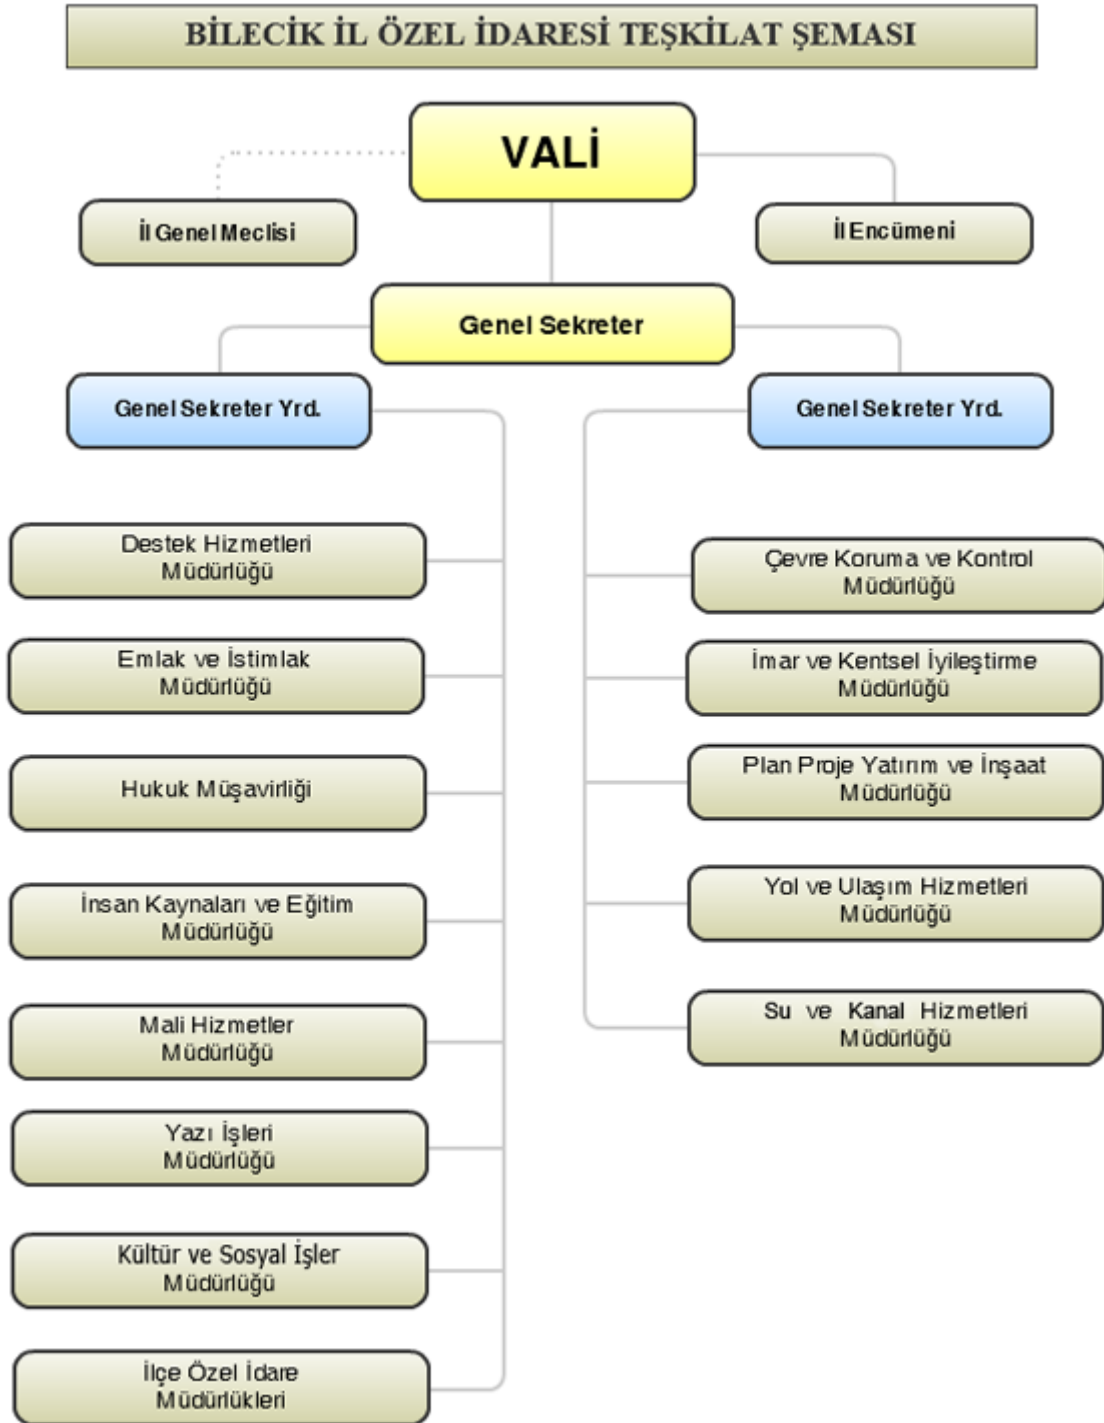 BİLECİK İL ÖZEL İDARESİ TEŞKİLAT ŞEMASI
VALİ
İl Genel Meclisi
İl Encümeni
Genel Sekreter
Genel Sekreter Yrd.
Genel Sekreter Yrd.
Destek Hizmetleri
Müdürlüğü
Emlak ve İstimlak
Müdürlüğü
Hukuk Müşavirliği
İnsan Kaynaları ve Eğitim
Müdürlüğü
Mali Hizmetler
Müdürlüğü
Yazı İşleri
Müdürlüğü
Kültür ve Sosyal İşler
Müdürlüğü
İlçe Özel İdare
Müdürlükleri
Çevre Koruma ve Kontrol
Müdürlüğü
İmar ve Kentsel İyileştirme
Müdürlüğü
Plan Proje Yatırım ve İnşaat
Müdürlüğü
Yol ve Ulaşım Hizmetleri
Müdürlüğü
Su ve Kanal Hizmetleri
Müdürlüğü